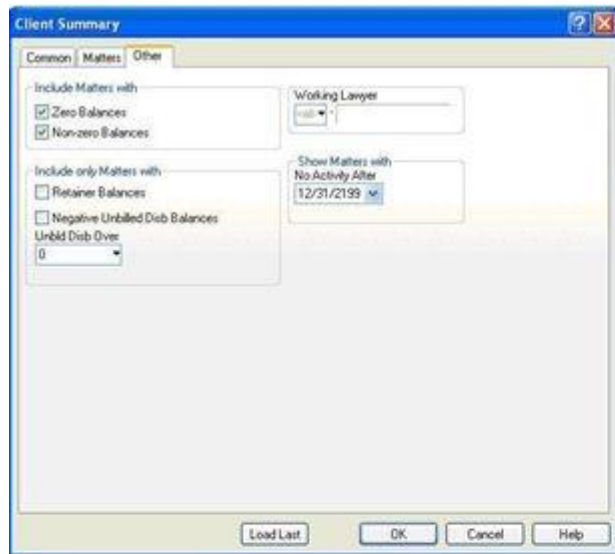 Client Summary
Common Matters Other
Include Matters with
Zero Balances
Non-zero Balances
Working Lawyer
Include only Matters with
Retainer Balances
Negative Unbilled Disb Balances
Unbld Disb Over
0
Show Matters with
No Activity After
12/31/2199
Load Last OK Cancel Help